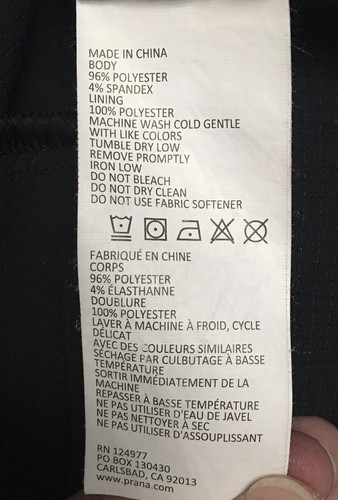 MADE IN CHINA
BODY
96% POLYESTER
4% SPANDEX
LINING
100% POLYESTER
MACHINE WASH COLD GENTLE
WITH LIKE COLORS
TUMBLE DRY LOW
REMOVE PROMPTLY
IRON LOW
DO NOT BLEACH
DO NOT DRY CLEAN
DO NOT USE FABRIC SOFTENER
FABRIQUÉ EN CHINE
CORPS
96% POLYESTER
4% ÉLASTHANNE
DOUBLURE
100% POLYESTER
LAVER À MACHINE À FROID, CYCLE
DÉLICAT
AVEC DES COULEURS SIMILAIRES
SÉCHAGE PAR CULBUTAGE À BASSE
TEMPÉRATURE
SORTIR IMMÉDIATEMENT DE LA
MACHINE
REPASSER À BASSE TEMPÉRATURE
NE PAS UTILISER D'EAU DE JAVEL
NE PAS NETTOYER À SEC
NE PAS UTILISER D'ASSOUPLISSANT
RN 124977
PO BOX 130430
CARLSBAD, CA 92013
www.prana.com